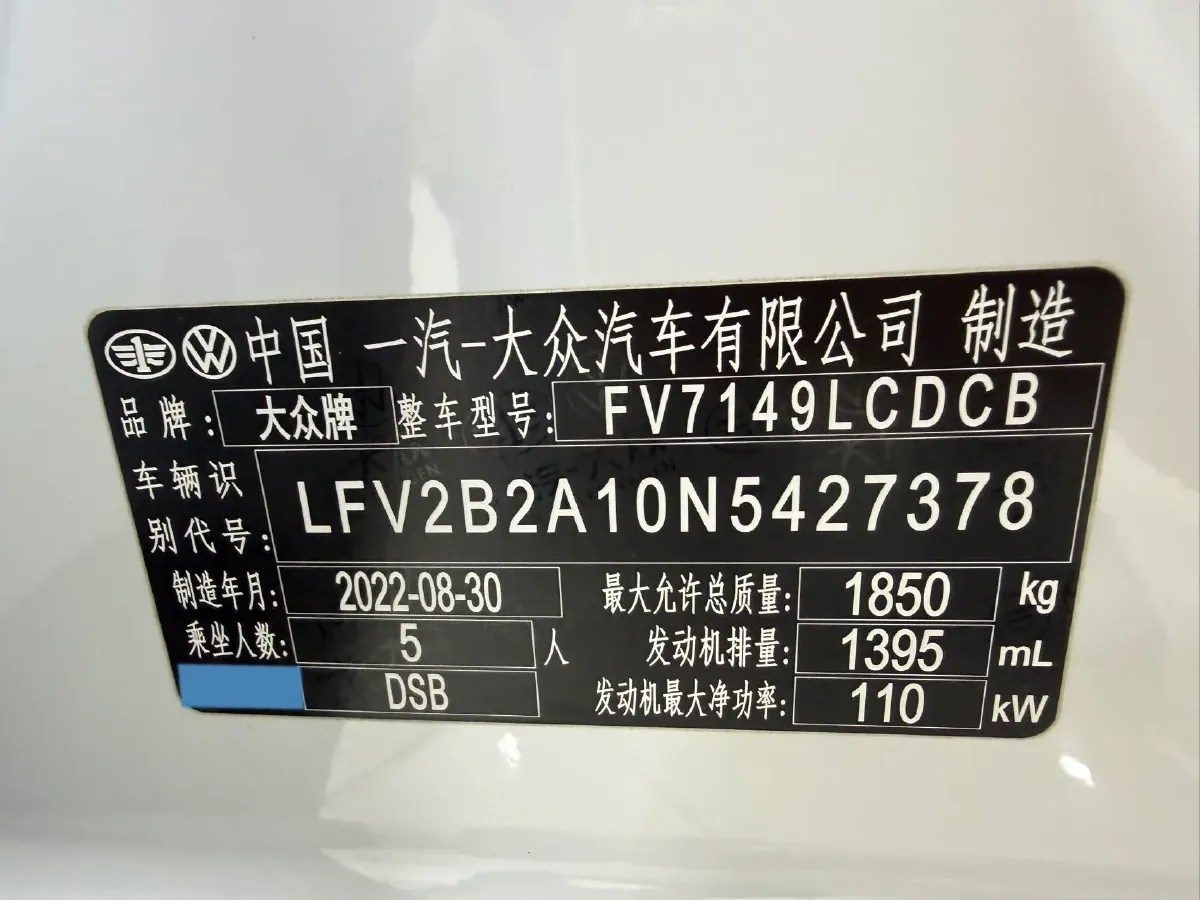 中国 一汽-大众汽车有限公司 制造
品牌: 大众牌 整车型号: FV7149LCDCB
车辆识别代号: LFV2B2A10N5427378
制造年月: 2022-08-30 最大允许总质量: 1850 kg
乘坐人数: 5 人 发动机排量: 1395 mL
DSB 发动机最大净功率: 110 kW